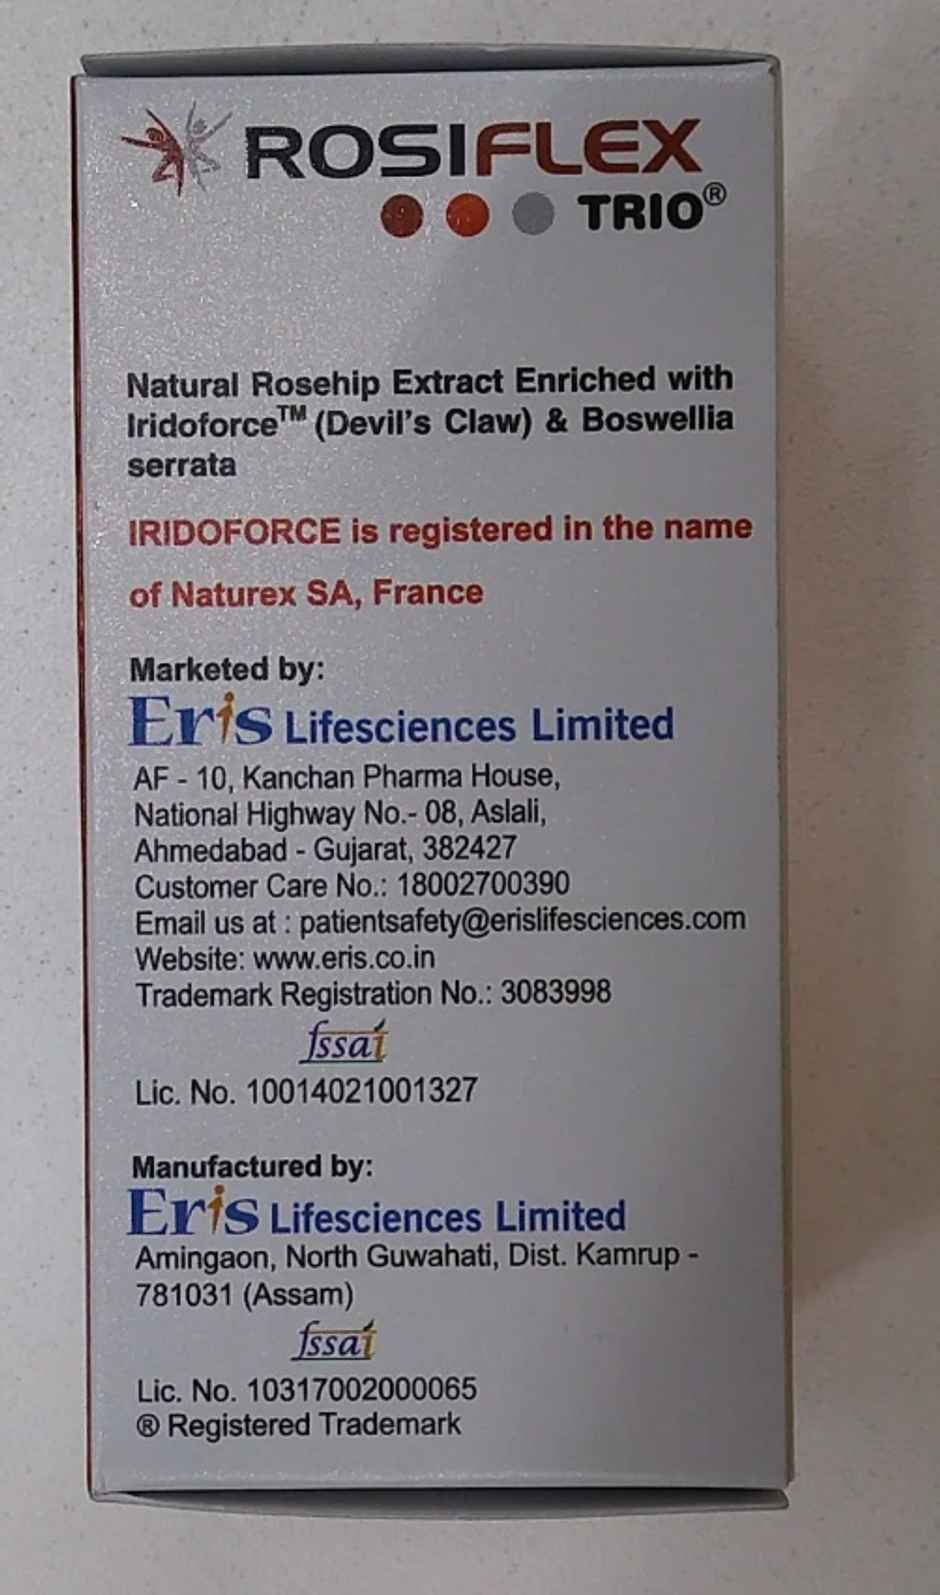 ROSIFLEX
TRIO®
Natural Rosehip Extract Enriched with
Iridoforce™ (Devil's Claw) & Boswellia
serrata
IRIDOFORCE is registered in the name
of Naturex SA, France
Marketed by:
Eris Lifesciences Limited
AF - 10, Kanchan Pharma House,
National Highway No.- 08, Aslali,
Ahmedabad - Gujarat, 382427
Customer Care No.: 18002700390
Email us at : patientsafety@erislifesciences.com
Website: www.eris.co.in
Trademark Registration No.: 3083998
fssai
Lic. No. 10014021001327
Manufactured by:
Eris Lifesciences Limited
Amingaon, North Guwahati, Dist. Kamrup -
781031 (Assam)
fssai
Lic. No. 10317002000065
® Registered Trademark